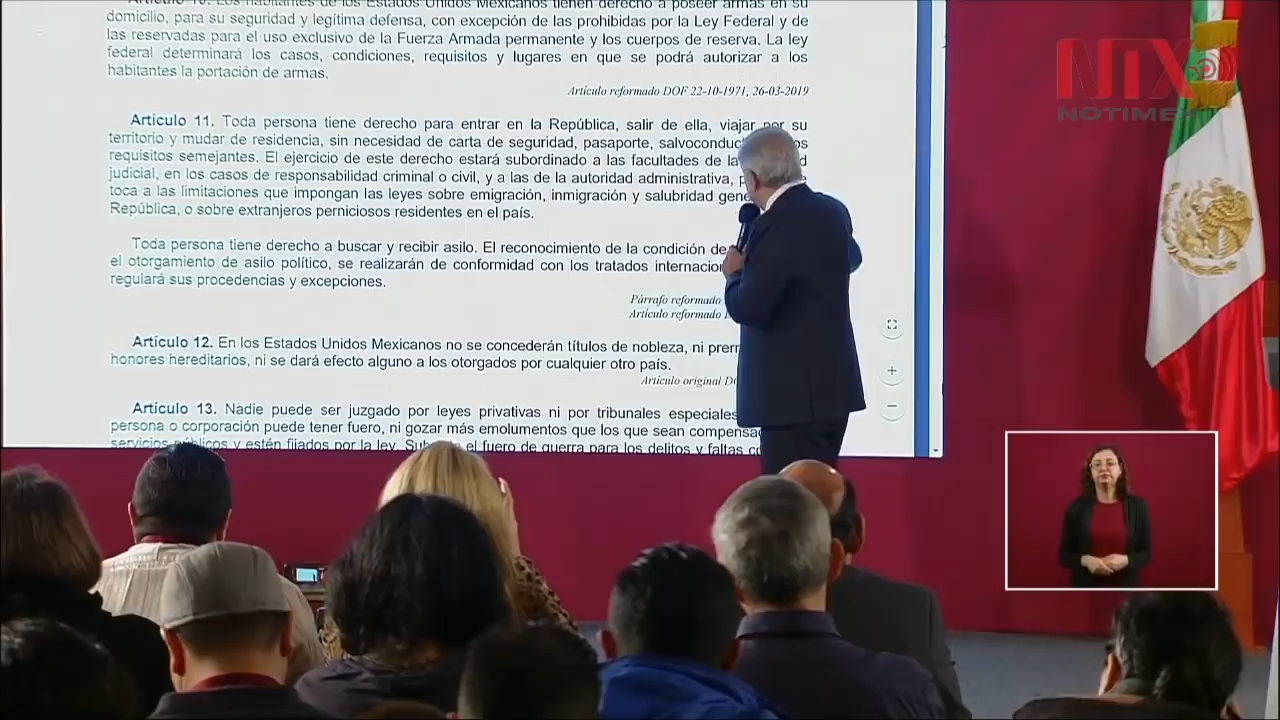 Artículo 10. Los habitantes de los Estados Unidos Mexicanos tienen derecho a poseer armas en su
domicilio, para su seguridad y legítima defensa, con excepción de las prohibidas por la Ley Federal y de
las reservadas para el uso exclusivo de la Fuerza Armada permanente y los cuerpos de reserva. La ley
federal determinará los casos, condiciones, requisitos y lugares en que se podrá autorizar a los
habitantes la portación de armas.
Artículo reformado DOF 22-10-1971, 26-03-2019
Artículo 11. Toda persona tiene derecho para entrar en la República, salir de ella, viajar por su
territorio y mudar de residencia, sin necesidad de carta de seguridad, pasaporte, salvoconduc
requisitos semejantes. El ejercicio de este derecho estará subordinado a las facultades de la
judicial, en los casos de responsabilidad criminal o civil, y a las de la autoridad administrativa,
toca a las limitaciones que impongan las leyes sobre emigración, inmigración y salubridad gene
República, o sobre extranjeros perniciosos residentes en el país.
Toda persona tiene derecho a buscar y recibir asilo. El reconocimiento de la condición de
el otorgamiento de asilo político, se realizarán de conformidad con los tratados internacion
regulará sus procedencias y excepciones.
Párrafo reformado
Artículo reformado
Artículo 12. En los Estados Unidos Mexicanos no se concederán títulos de nobleza, ni prerr
honores hereditarios, ni se dará efecto alguno a los otorgados por cualquier otro país.
Artículo original DO
Artículo 13. Nadie puede ser juzgado por leyes privativas ni por tribunales especiales
persona o corporación puede tener fuero, ni gozar más emolumentos que los que sean compensa
servicios públicos y estén fijados por la ley. Subsiste el fuero de guerra para los delitos y faltas co
NTX
NOTIMEX